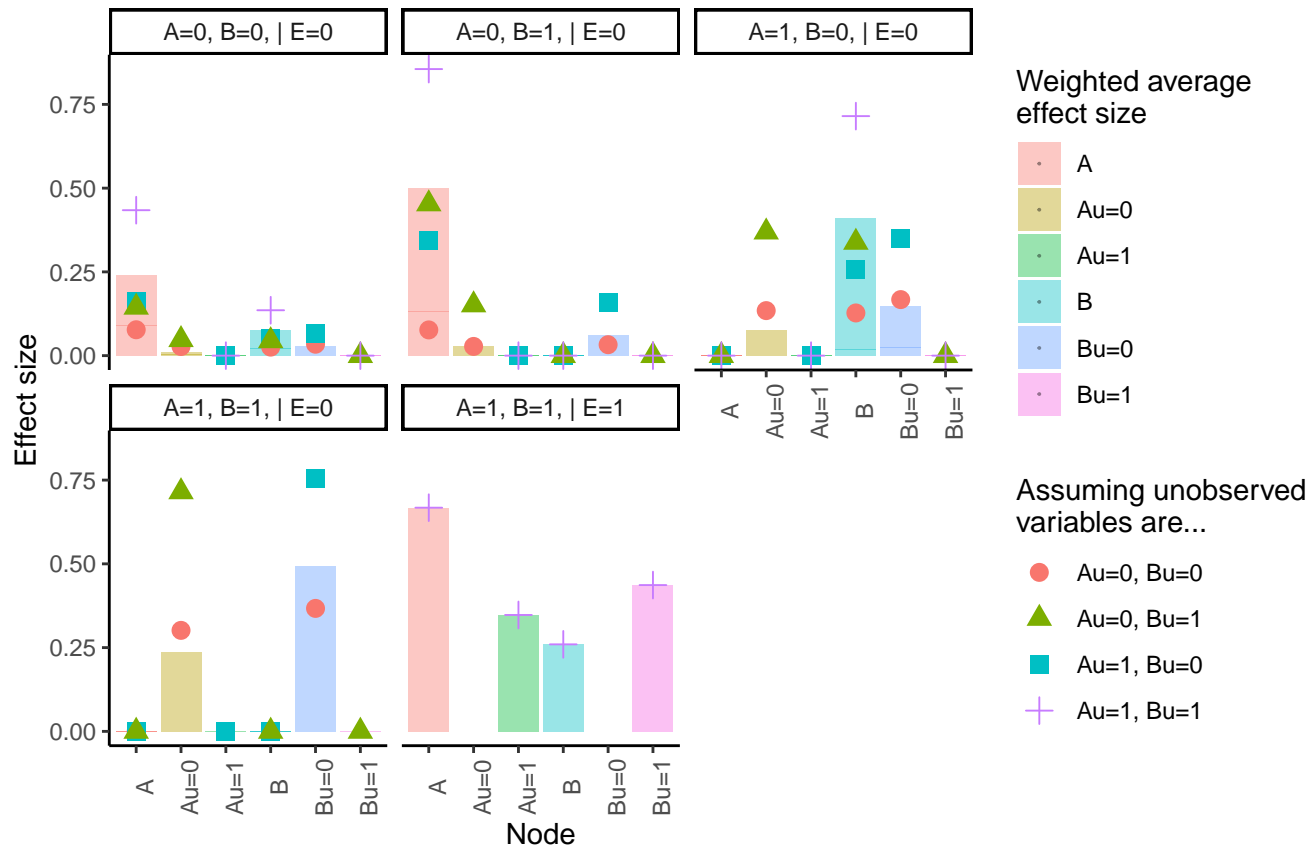 A=0, B=0, | E=0
A=0, B=1, | E=0
A=1, B=0, | E=0
0.75
0.50
0.25
0.00
A
Au=0
Au=1
B
Bu=0
Bu=1
A=1, B=1, | E=0
A=1, B=1, | E=1
0.75
0.50
0.25
0.00
A
Au=0
Au=1
B
Bu=0
Bu=1
A
Au=0
Au=1
B
Bu=0
Bu=1
Effect size
Node
Weighted average
effect size
A
Au=0
Au=1
B
Bu=0
Bu=1
Assuming unobserved
variables are...
Au=0, Bu=0
Au=0, Bu=1
Au=1, Bu=0
Au=1, Bu=1